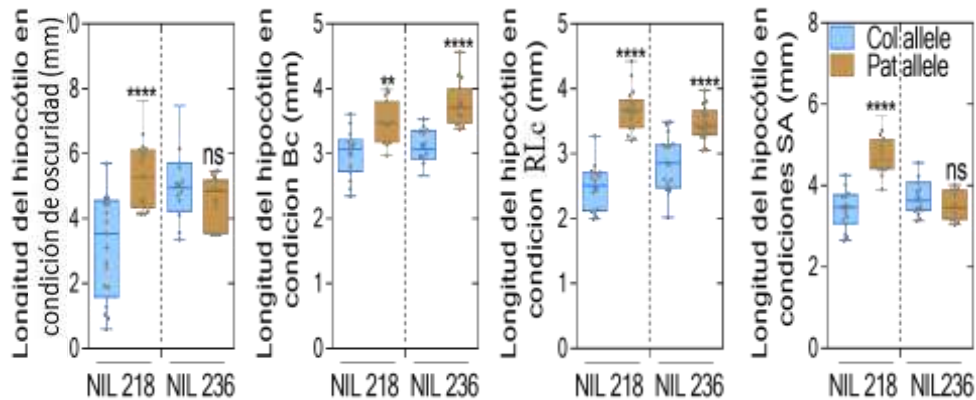 Longitud del hipocótilo en
condición de oscuridad (mm)
10
8
6
4
2
0
****
ns
NIL 218 NIL 236
Longitud del hipocótilo en
condición Bc (mm)
5
4
3
2
1
0
**
****
NIL 218 NIL 236
Longitud del hipocótilo en
condicion RLc (mm)
5
4
3
2
1
0
****
****
NIL 218 NIL 236
Longitud del hipocótilo en
condiciones SA (mm)
8
6
4
2
0
****
ns
Col allele
Pat allele
NIL 218 NIL236